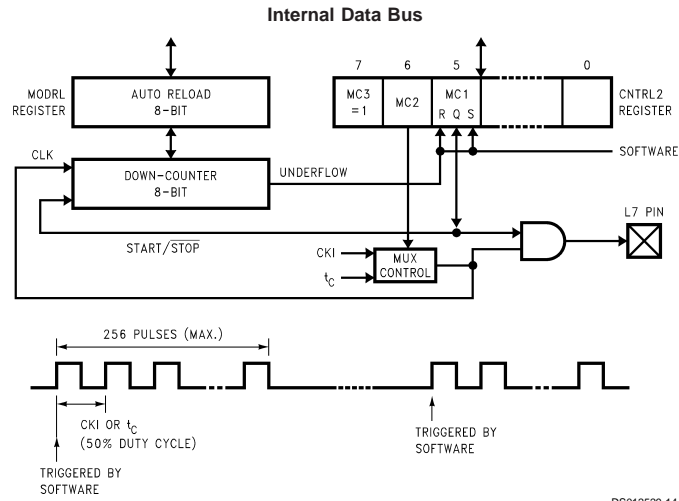 Internal Data Bus
7 6 5 0
MODRL
REGISTER
AUTO RELOAD
8-BIT
MC3
=1
MC2
MC1
R Q S
CNTRL2
REGISTER
CLK
DOWN-COUNTER
8-BIT
UNDERFLOW
SOFTWARE
START/STOP
L7 PIN
CKI
tC
MUX
CONTROL
256 PULSES (MAX.)
CKI OR tC
(50% DUTY CYCLE)
TRIGGERED BY
SOFTWARE
TRIGGERED BY
SOFTWARE